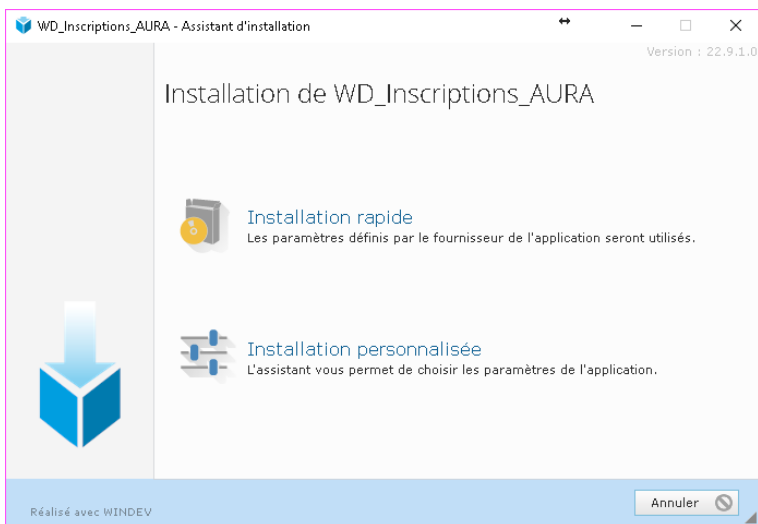 WD_Inscriptions_AURA - Assistant d'installation
Version : 22.9.1.0
Installation de WD_Inscriptions_AURA
Installation rapide
Les paramètres définis par le fournisseur de l'application seront utilisés.
Installation personnalisée
L'assistant vous permet de choisir les paramètres de l'application.
Annuler
Réalisé avec WINDEV